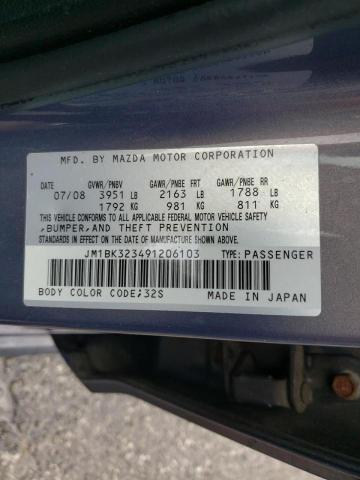 MFD. BY MAZDA MOTOR CORPORATION
GVWR/PNBV GAWR/PNBE FRT GAWR/PNBE RR
07/08 3951 LB 2163 LB 1788 LB
1792 KG 981 KG 811 KG
THIS VEHICLE CONFORMS TO ALL APPLICABLE FEDERAL MOTOR VEHICLE SAFETY
,BUMPER,AND THEFT PREVENTION
STANDARDS IN EFFECT ON THE DATE OF MANUFACTURE SHOWN ABOVE.
JM1BK323491206103 TYPE:PASSENGER
BODY COLOR CODE;32S MADE IN JAPAN